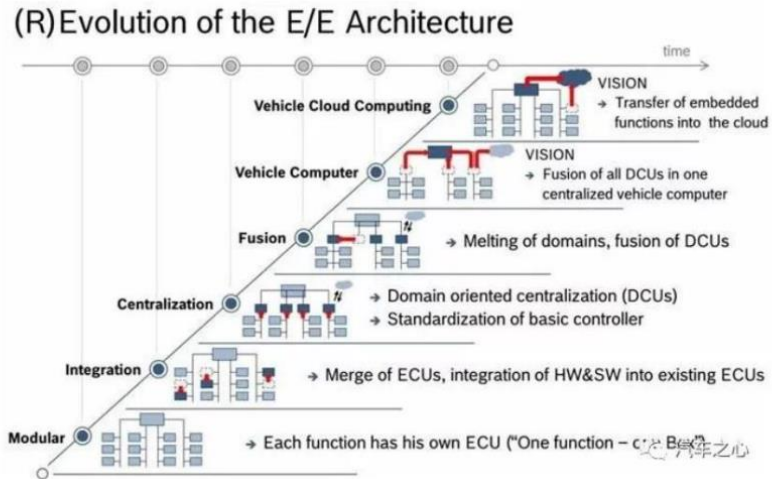 (R)Evolution of the E/E Architecture
time
Vehicle Cloud Computing
VISION
→ Transfer of embedded
functions into the cloud
Vehicle Computer
VISION
→ Fusion of all DCUs in one
centralized vehicle computer
Fusion
→ Melting of domains, fusion of DCUs
Centralization
→ Domain oriented centralization (DCUs)
→ Standardization of basic controller
Integration
→ Merge of ECUs, integration of HW&SW into existing ECUs
Modular
→ Each function has his own ECU ("One function – Box")
汽车之心